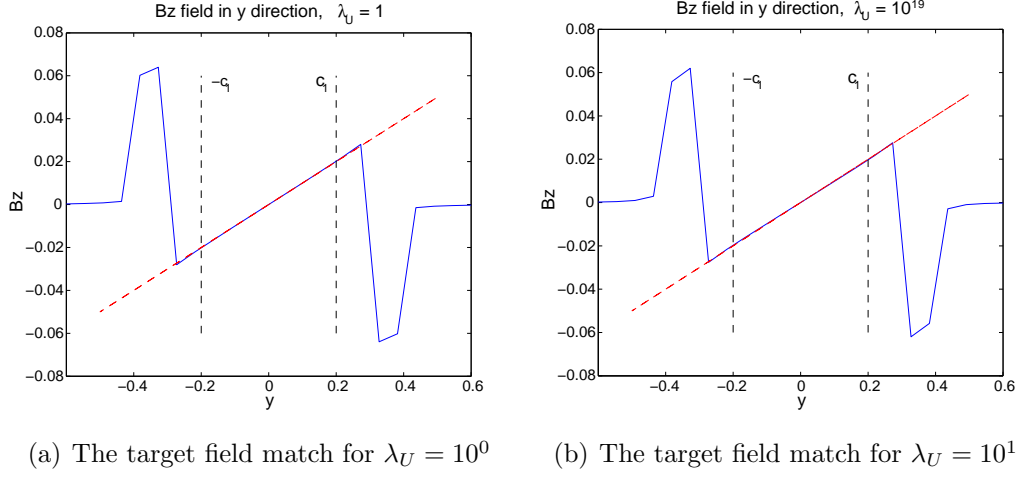 Bz field in y direction, λU = 1
0.08
0.06
0.04
0.02
0
−0.02
−0.04
−0.06
−0.08
Bz
−c1
c1
−0.4
−0.2
0
0.2
0.4
0.6
y
(a) The target field match for λU = 10^0
Bz field in y direction, λU = 10^19
0.08
0.06
0.04
0.02
0
−0.02
−0.04
−0.06
−0.08
Bz
−c1
c1
−0.4
−0.2
0
0.2
0.4
0.6
y
(b) The target field match for λU = 10^1